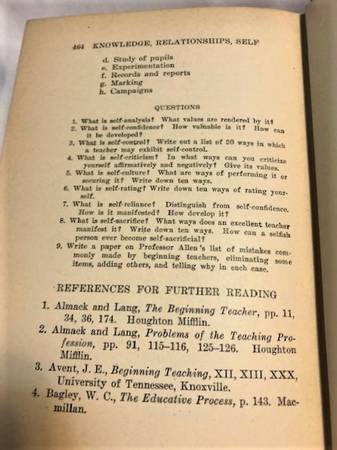 464 KNOWLEDGE, RELATIONSHIPS, SELF
d. Study of pupils
e. Experimentation
f. Records and reports
g. Marking
h. Campaigns
QUESTIONS
1. What is self-analysis? What values are rendered by it?
2. What is self-confidence? How valuable is it? How can
it be developed?
3. What is self-control? Write out a list of 20 ways in which
a teacher may exhibit self-control.
4. What is self-criticism? In what ways can you criticize
yourself affirmatively and negatively? Give its values.
5. What is self-culture? What are ways of performing it or
securing it? Write down ten ways.
6. What is self-rating? Write down ten ways of rating your-
self.
7. What is self-reliance? Distinguish from self-confidence.
How is it manifested? How develop it?
8. What is self-sacrifice? What ways does an excellent teacher
manifest it? Write down ten ways. How can a selfish
person ever become self-sacrificial?
9. Write a paper on Professor Allen's list of mistakes com-
monly made by beginning teachers, eliminating some
items, adding others, and telling why in each case.
REFERENCES FOR FURTHER READING
1. Almack and Lang, The Beginning Teacher, pp. 11,
34, 36, 174. Houghton Mifflin.
2. Almack and Lang, Problems of the Teaching Pro-
fession, pp. 91, 115-116, 125-126. Houghton
Mifflin.
3. Avent, J. E., Beginning Teaching, XII, XIII, XXX,
University of Tennessee, Knoxville.
4. Bagley, W. C., The Educative Process, p. 143. Mac-
millan.